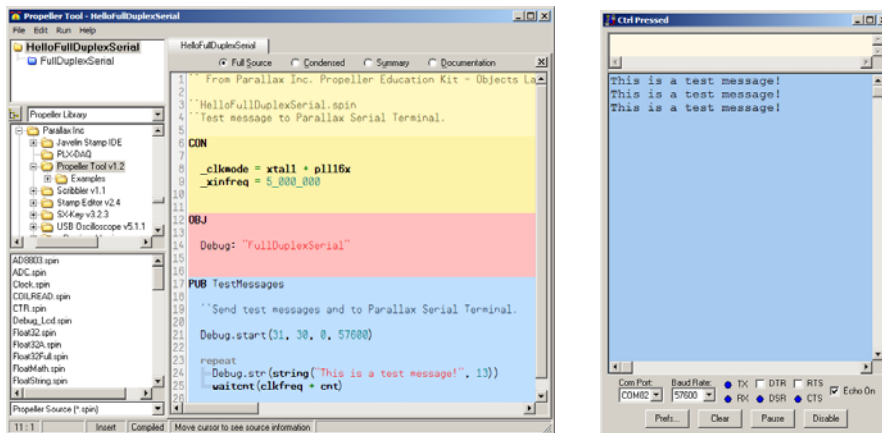 Propeller Tool - HelloFullDuplexSerial
File Edit Run Help
HelloFullDuplexSerial
FullDuplexSerial
Propeller Library
Parallax Inc
Javelin Stamp IDE
PLX-DAQ
Propeller Tool v1.2
Examples
Scribbler v1.1
Stamp Editor v2.4
SX-Key v3.2.3
USB Oscilloscope v5.1.1
AD8803.spin
ADC.spin
Clock.spin
COILREAD.spin
CTR.spin
Debug_Lcd.spin
Float32.spin
Float32A.spin
Float32Full.spin
FloatMath.spin
FloatString.spin
Propeller Source (*.spin)
HelloFullDuplexSerial
Full Source Condensed Summary Documentation
1 '' From Parallax Inc. Propeller Education Kit - Objects La
2
3 ''HelloFullDuplexSerial.spin
4 ''Test message to Parallax Serial Terminal.
5
6 CON
7
8 _clkmode = xtal1 + pll16x
9 _xinfreq = 5_000_000
10
11
12 OBJ
13
14 Debug: "FullDuplexSerial"
15
16
17 PUB TestMessages
18
19 ''Send test messages and to Parallax Serial Terminal.
20
21 Debug.start(31, 30, 0, 57600)
22
23 repeat
24 Debug.str(string("This is a test message!", 13))
25 waitcnt(clkfreq + cnt)
26
11 : 1 Insert Compiled Move cursor to see source information
Ctrl Pressed
This is a test message!
This is a test message!
This is a test message!
Com Port: Baud Rate: TX DTR RTS
COM82 57600 RX DSR CTS Echo On
Prefs... Clear Pause Disable